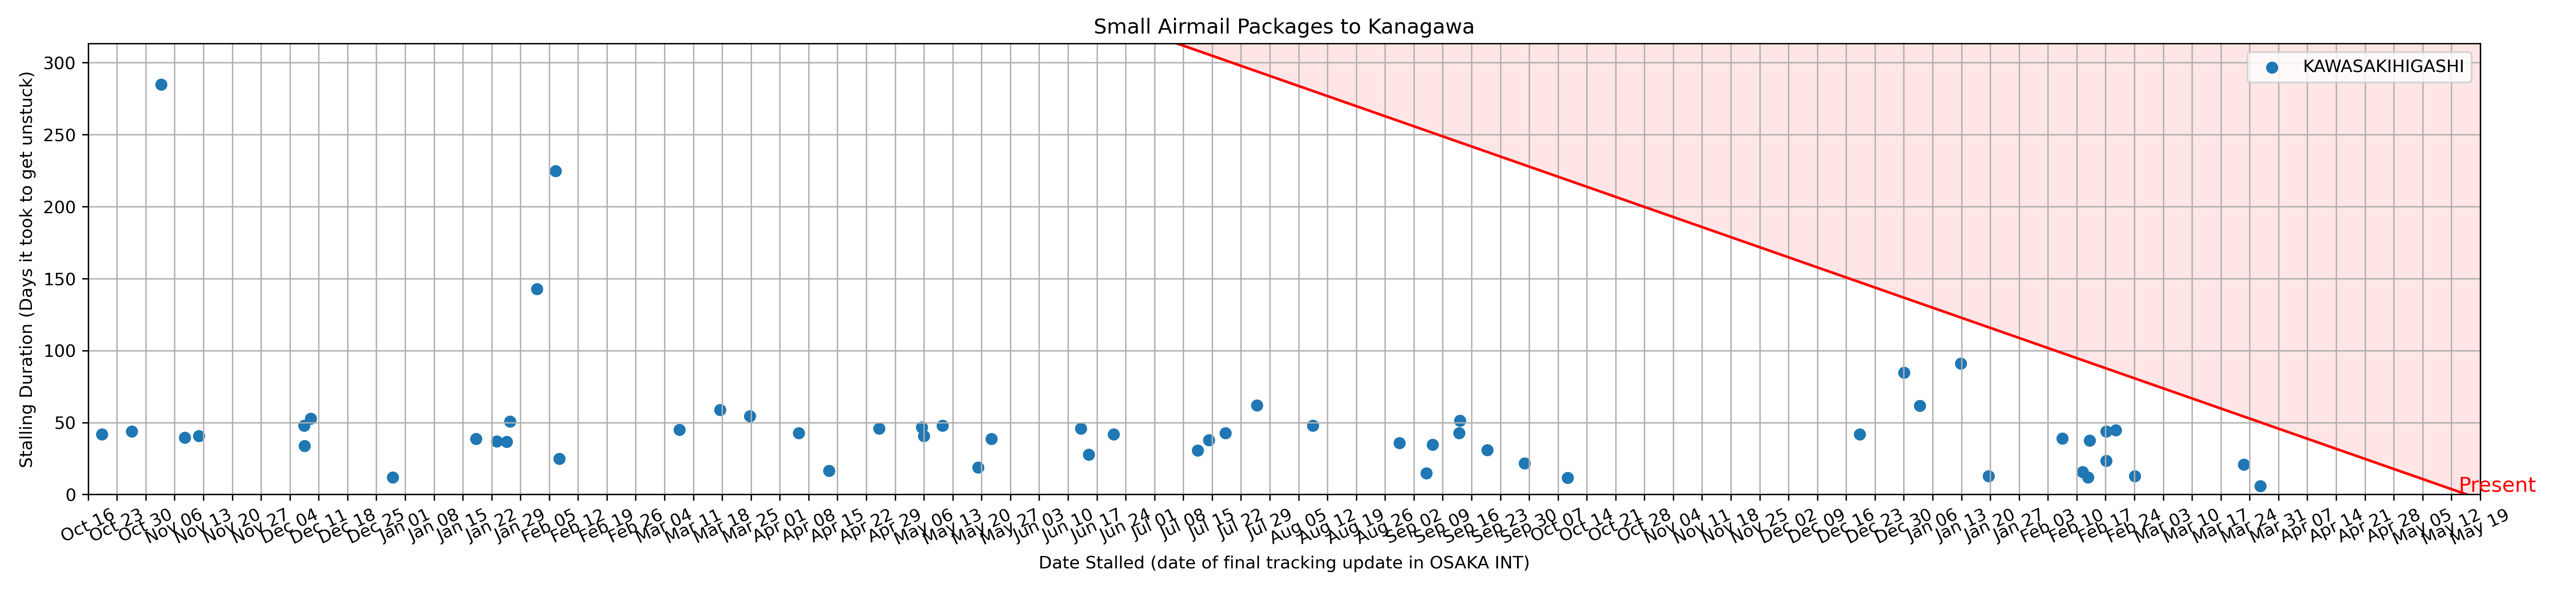 Small Airmail Packages to Kanagawa
KAWASAKIHIGASHI
Stalling Duration (Days it took to get unstuck)
300
250
200
150
100
50
0
Present
Oct 16
Oct 23
Oct 30
Nov 06
Nov 13
Nov 20
Nov 27
Dec 04
Dec 11
Dec 18
Dec 25
Jan 01
Jan 08
Jan 15
Jan 22
Jan 29
Feb 05
Feb 12
Feb 19
Feb 26
Mar 04
Mar 11
Mar 18
Mar 25
Apr 01
Apr 08
Apr 15
Apr 22
Apr 29
May 06
May 13
May 20
May 27
Jun 03
Jun 10
Jun 17
Jun 24
Jul 01
Jul 08
Jul 15
Jul 22
Jul 29
Aug 05
Aug 12
Aug 19
Aug 26
Sep 02
Sep 09
Sep 16
Sep 23
Sep 30
Oct 07
Oct 14
Oct 21
Oct 28
Nov 04
Nov 11
Nov 18
Nov 25
Dec 02
Dec 09
Dec 16
Dec 23
Dec 30
Jan 06
Jan 13
Jan 20
Jan 27
Feb 03
Feb 10
Feb 17
Feb 24
Mar 03
Mar 10
Mar 17
Mar 24
Mar 31
Apr 07
Apr 14
Apr 21
Apr 28
May 05
May 12
May 19
Date Stalled (date of final tracking update in OSAKA INT)